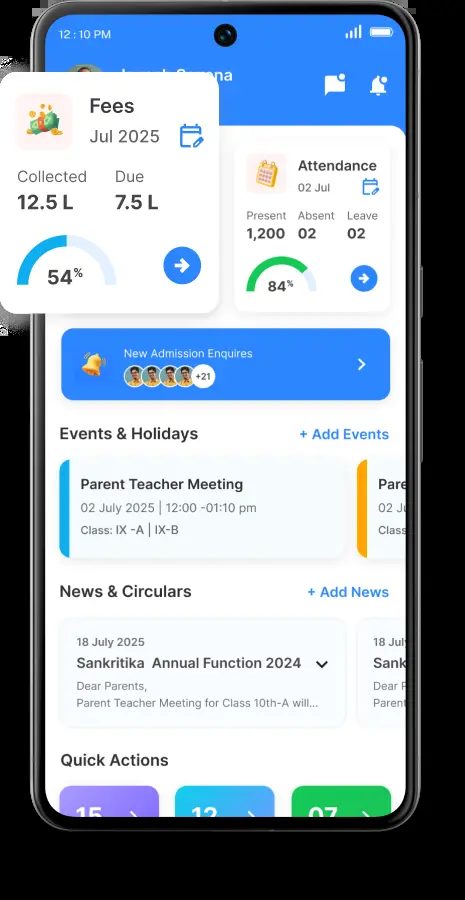 12 : 10 PM
Fees
Jul 2025
Collected Due
12.5 L 7.5 L
54%
Attendance
02 Jul
Present Absent Leave
1,200 02 02
84%
New Admission Enquires
+21
Events & Holidays + Add Events
Parent Teacher Meeting
02 July 2025 | 12:00 -01:10 pm
Class: IX -A | IX-B
Pare
02 Ju
Class
News & Circulars + Add News
18 July 2025
Sankritika Annual Function 2024
Dear Parents,
Parent Teacher Meeting for Class 10th-A will...
18 July
Sank
Dear P
Parent
Quick Actions
15 12 07